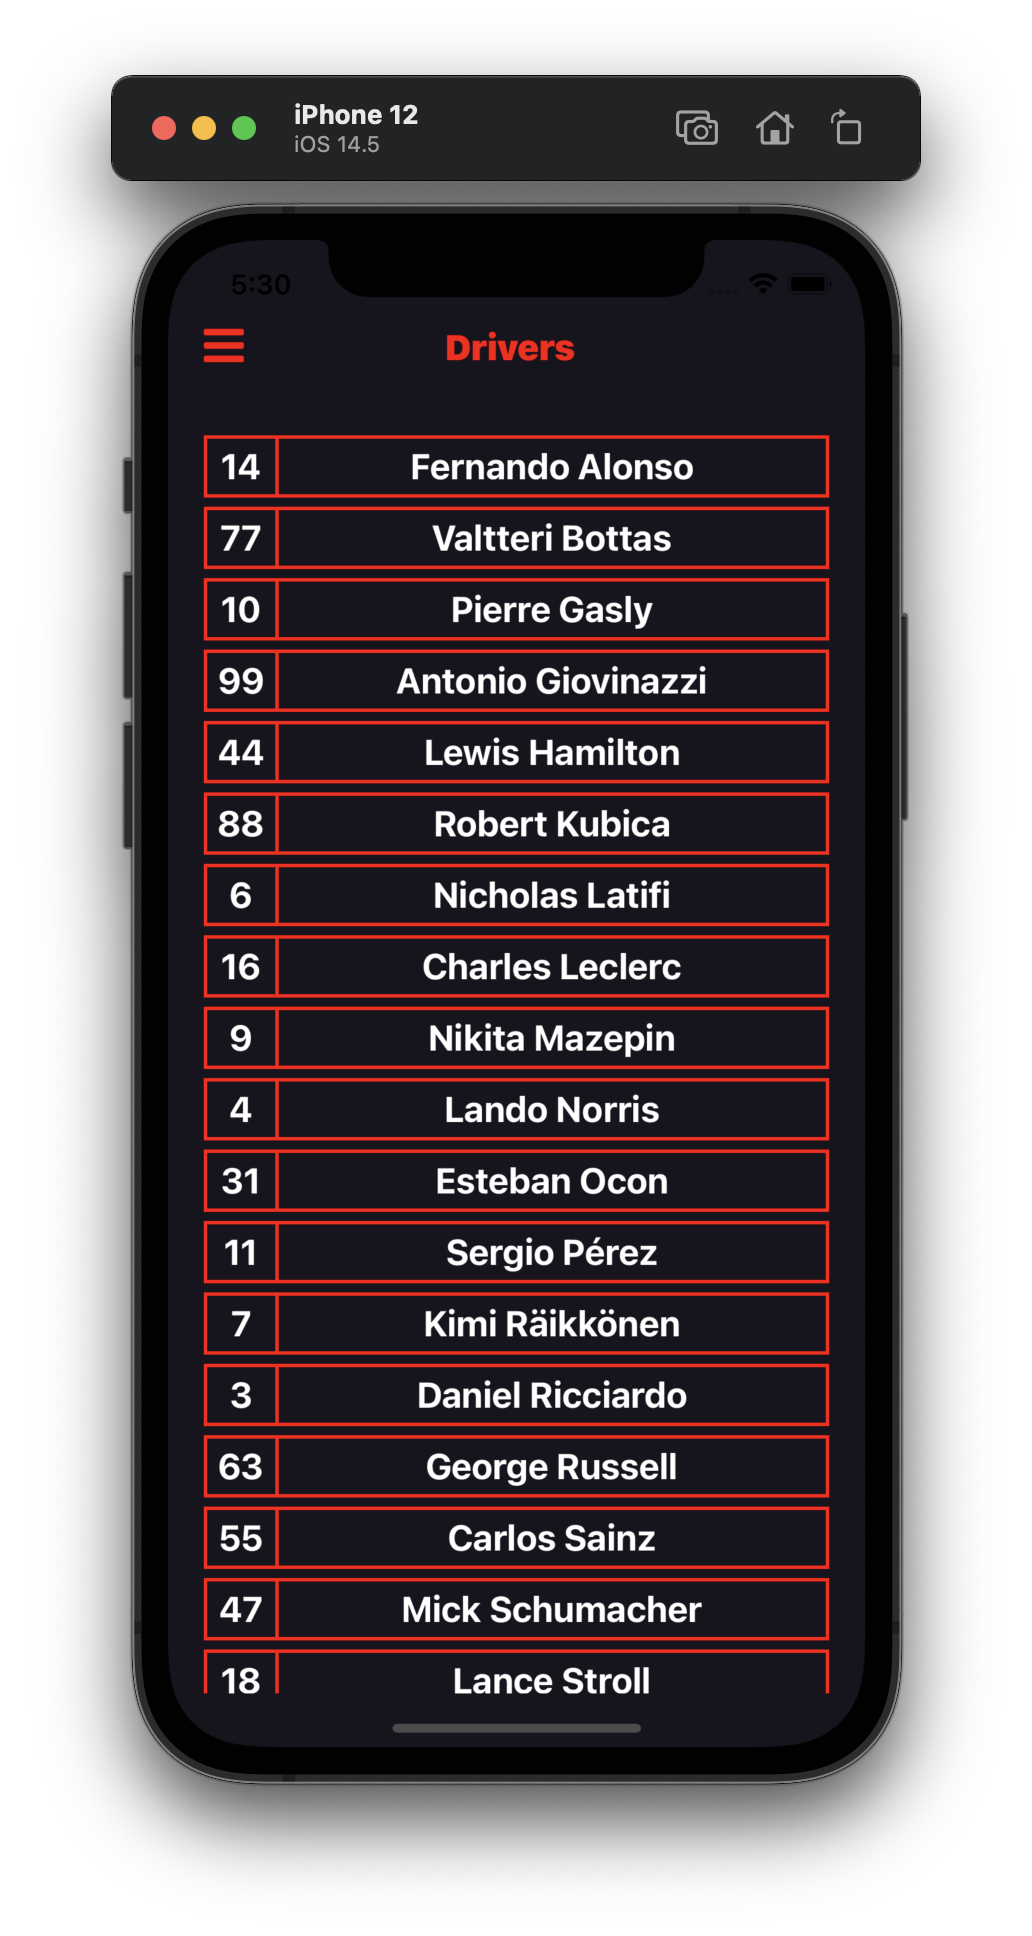 iPhone 12
iOS 14.5
5:30
Drivers
14 Fernando Alonso
77 Valtteri Bottas
10 Pierre Gasly
99 Antonio Giovinazzi
44 Lewis Hamilton
88 Robert Kubica
6 Nicholas Latifi
16 Charles Leclerc
9 Nikita Mazepin
4 Lando Norris
31 Esteban Ocon
11 Sergio Pérez
7 Kimi Räikkönen
3 Daniel Ricciardo
63 George Russell
55 Carlos Sainz
47 Mick Schumacher
18 Lance Stroll